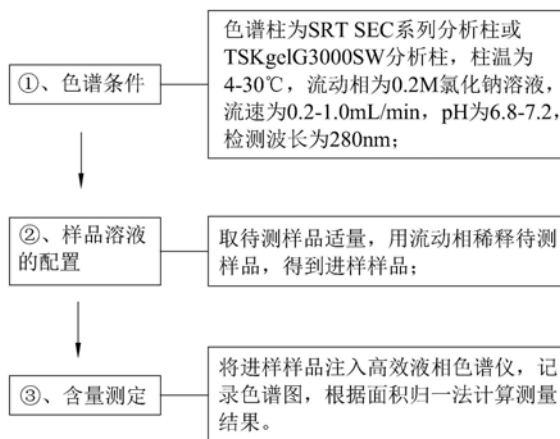 ①、色谱条件
色谱柱为SRT SEC系列分析柱或
TSKgelG3000SW分析柱，柱温为
4-30℃，流动相为0.2M氯化钠溶液，
流速为0.2-1.0mL/min，pH为6.8-7.2，
检测波长为280nm；
②、样品溶液
的配置
取待测样品适量，用流动相稀释待测
样品，得到进样样品；
③、含量测定
将进样样品注入高效液相色谱仪，记
录色谱图，根据面积归一法计算测量
结果。